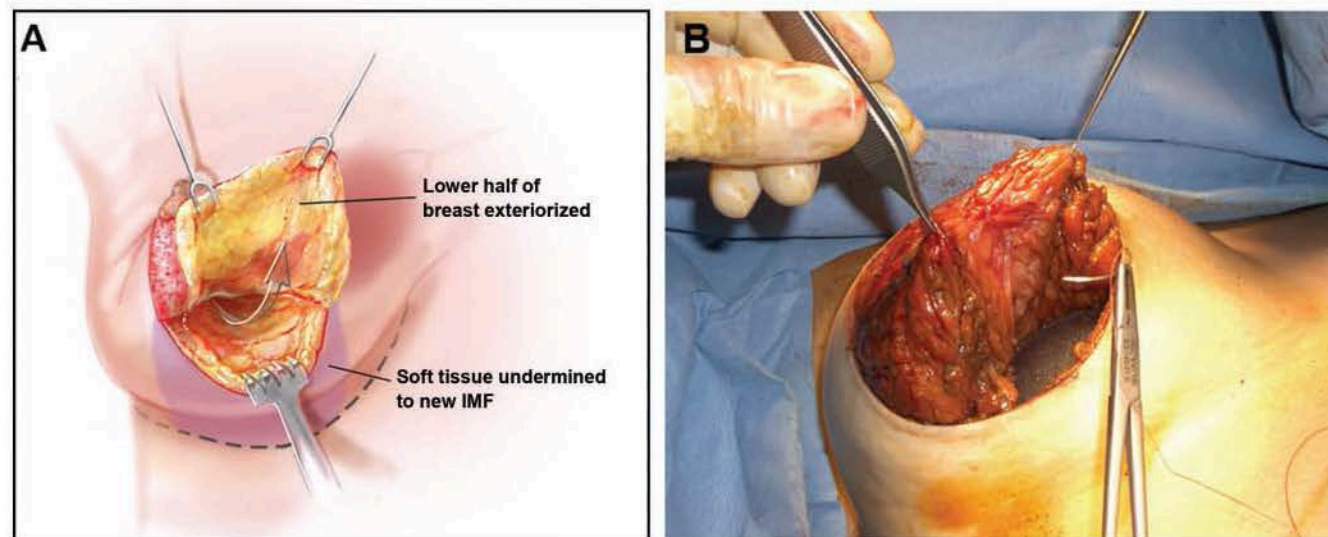 A
Lower half of
breast exteriorized
Soft tissue undermined
to new IMF
B